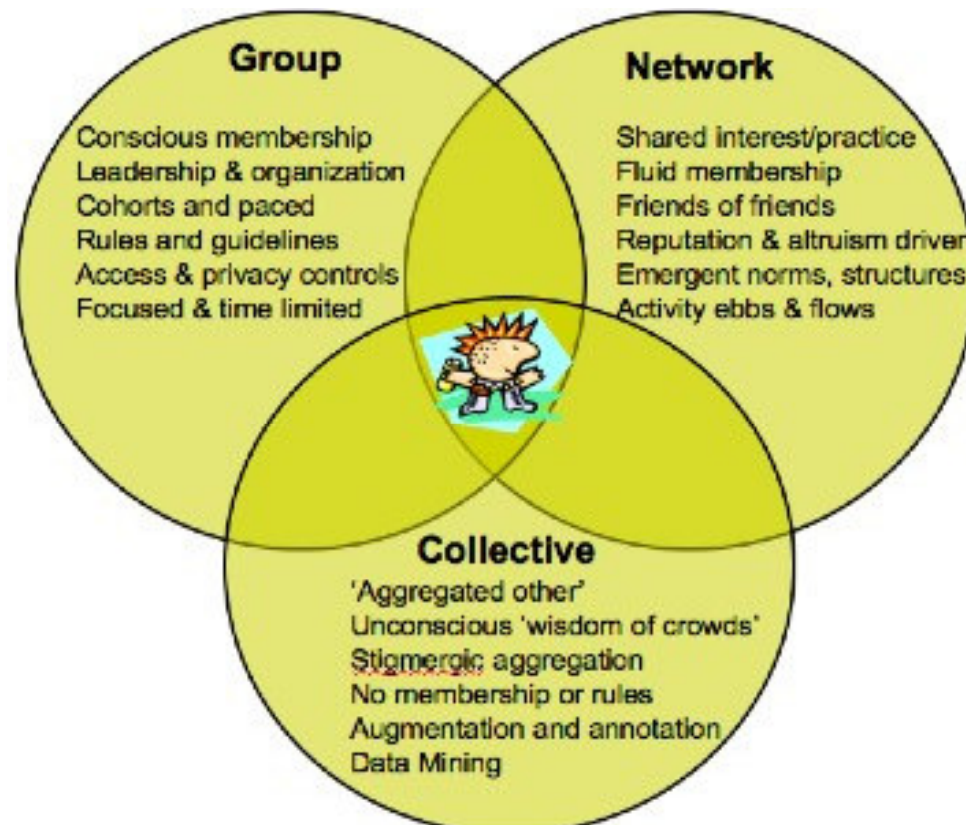 Group
Conscious membership
Leadership & organization
Cohorts and paced
Rules and guidelines
Access & privacy controls
Focused & time limited
Network
Shared interest/practice
Fluid membership
Friends of friends
Reputation & altruism driven
Emergent norms, structures
Activity ebbs & flows
Collective
'Aggregated other'
Unconscious 'wisdom of crowds'
Stigmergic aggregation
No membership or rules
Augmentation and annotation
Data Mining